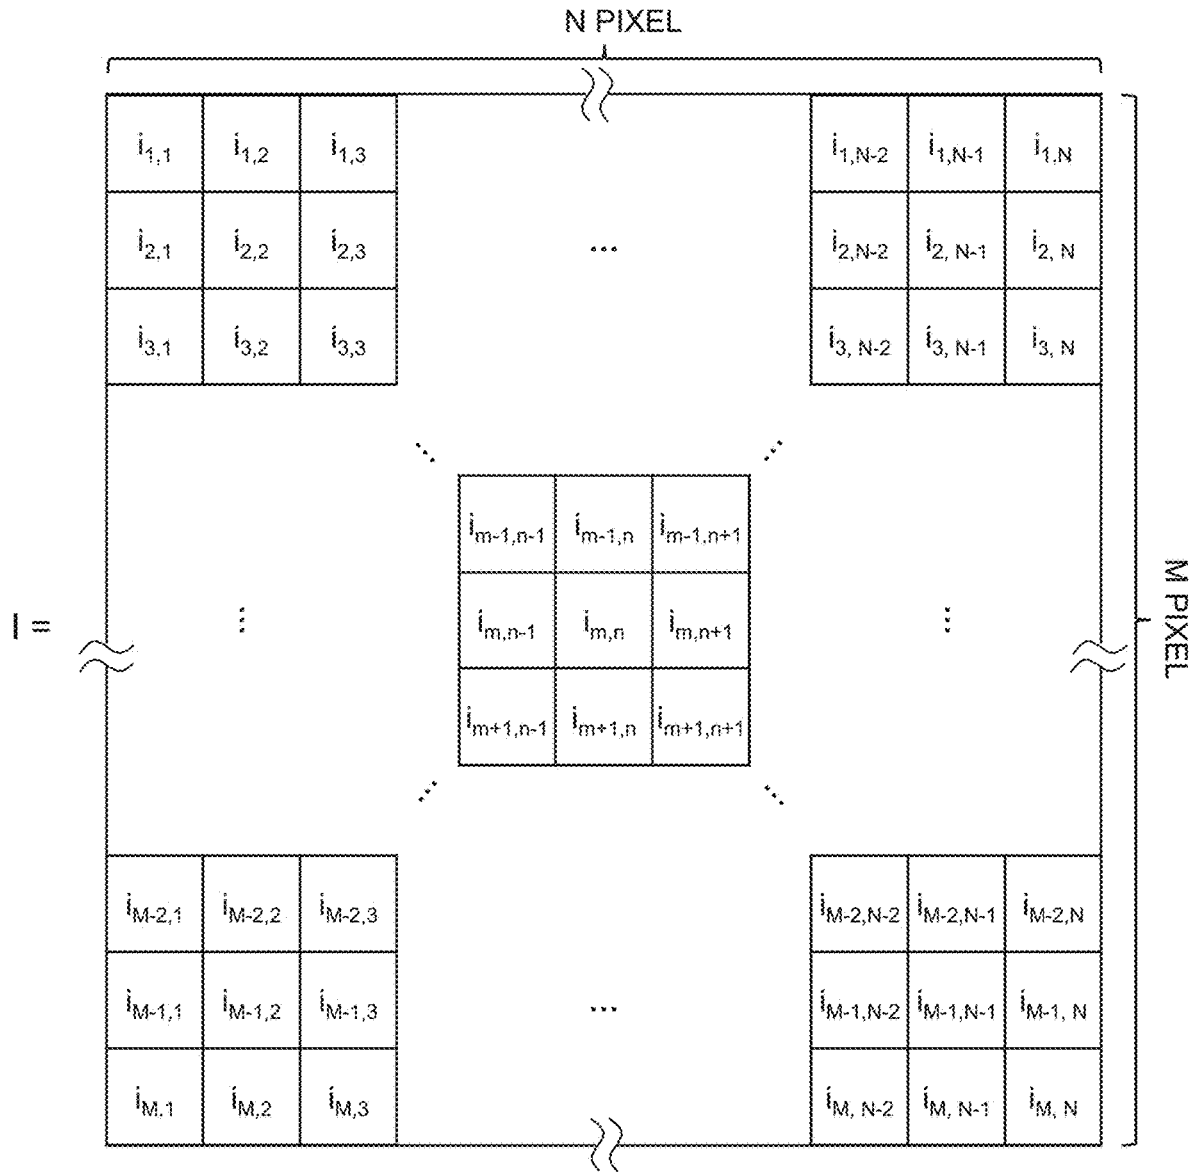 N PIXEL
i1,1 i1,2 i1,3 i1,N-2 i1,N-1 i1,N
i2,1 i2,2 i2,3 ... i2,N-2 i2, N-1 i2, N
i3,1 i3,2 i3,3 i3, N-2 i3, N-1 i3, N
... ...
im-1,n-1 im-1,n im-1,n+1
I = ... im,n-1 im,n im,n+1 ... M PIXEL
im+1,n-1 im+1,n im+1,n+1
... ...
iM-2,1 iM-2,2 iM-2,3 iM-2,N-2 iM-2,N-1 iM-2,N
iM-1,1 iM-1,2 iM-1,3 ... iM-1,N-2 iM-1,N-1 iM-1, N
iM,1 iM,2 iM,3 iM, N-2 iM, N-1 iM, N